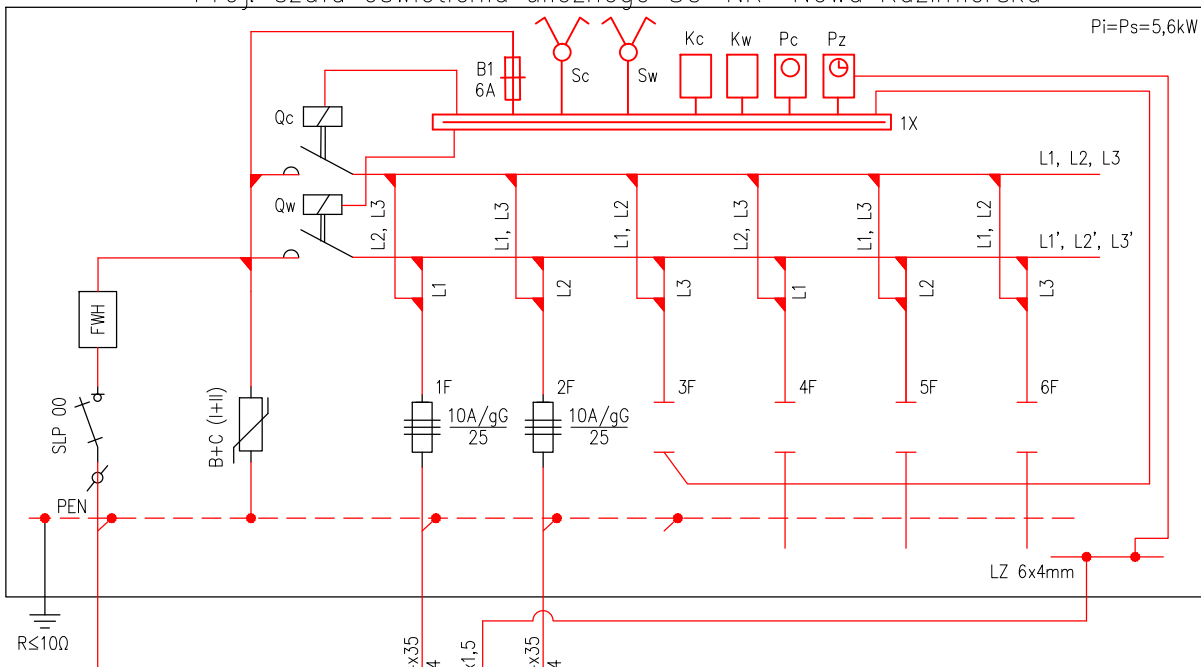 Pi=Ps=5,6kW
B1
6A
Sc
Sw
Kc
Kw
Pc
Pz
1X
Qc
Qw
L1, L2, L3
L1', L2', L3'
L2, L3
L1, L3
L1, L2
L2, L3
L1, L3
L1, L2
L1
L2
L3
L1
L2
L3
FWH
SLP 00
B+C (I+II)
1F
10A/gG
25
2F
10A/gG
25
3F
4F
5F
6F
PEN
LZ 6x4mm
R≤10Ω